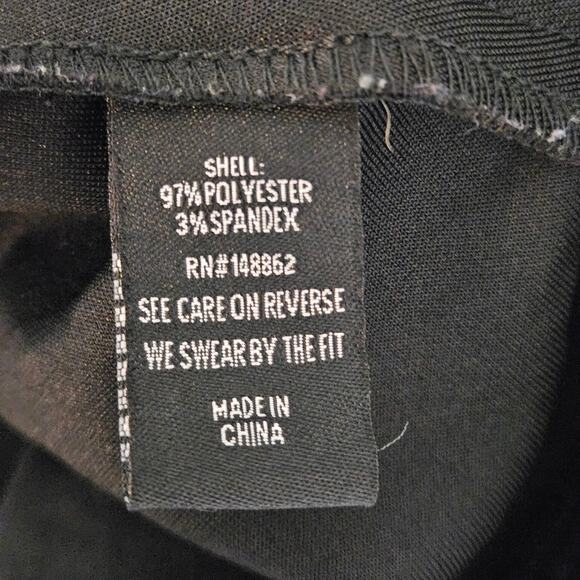 SHELL:
97% POLYESTER
3% SPANDEX
RN#148862
SEE CARE ON REVERSE
WE SWEAR BY THE FIT
MADE IN
CHINA